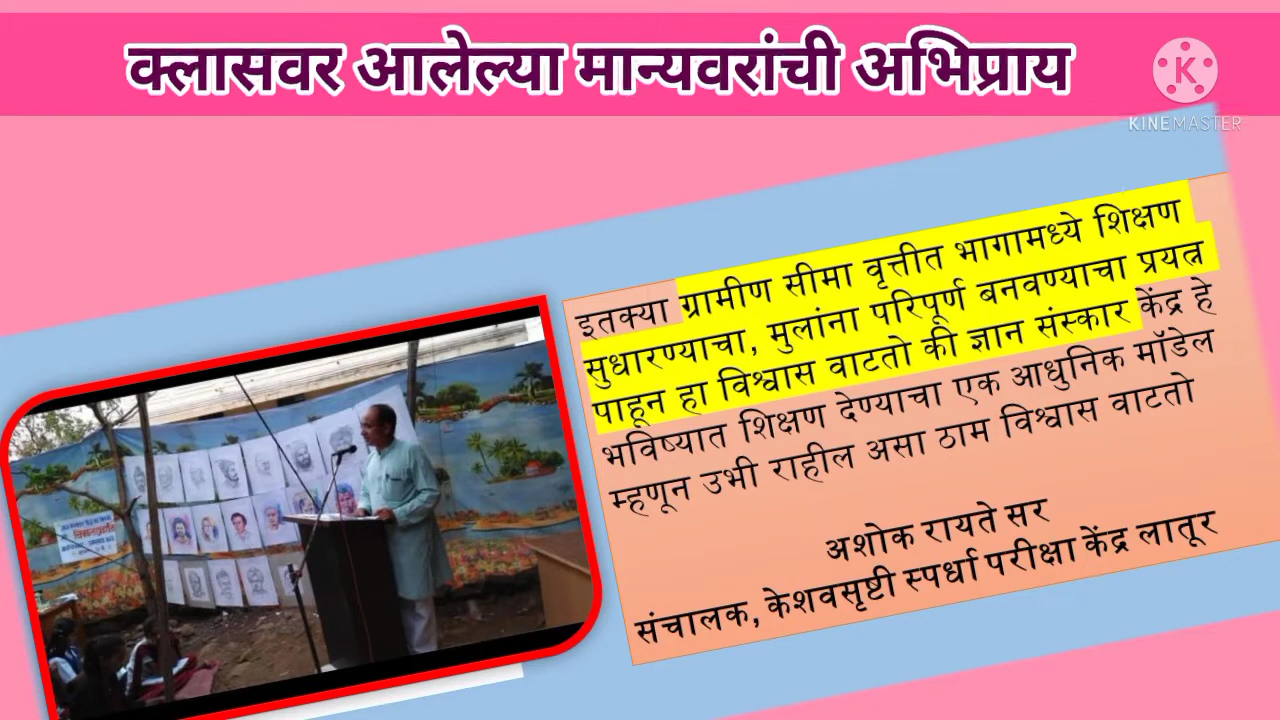 क्लासवर आलेल्या मान्यवरांची अभिप्राय
K
KINEMASTER
इतक्या ग्रामीण सीमा वृत्तीत भागामध्ये शिक्षण
सुधारण्याचा, मुलांना परिपूर्ण बनवण्याचा प्रयत्न
पाहून हा विश्वास वाटतो की ज्ञान संस्कार केंद्र हे
भविष्यात शिक्षण देण्याचा एक आधुनिक मॉडेल
म्हणून उभी राहील असा ठाम विश्वास वाटतो
अशोक रायते सर
संचालक, केशवसृष्टी स्पर्धा परीक्षा केंद्र लातूर